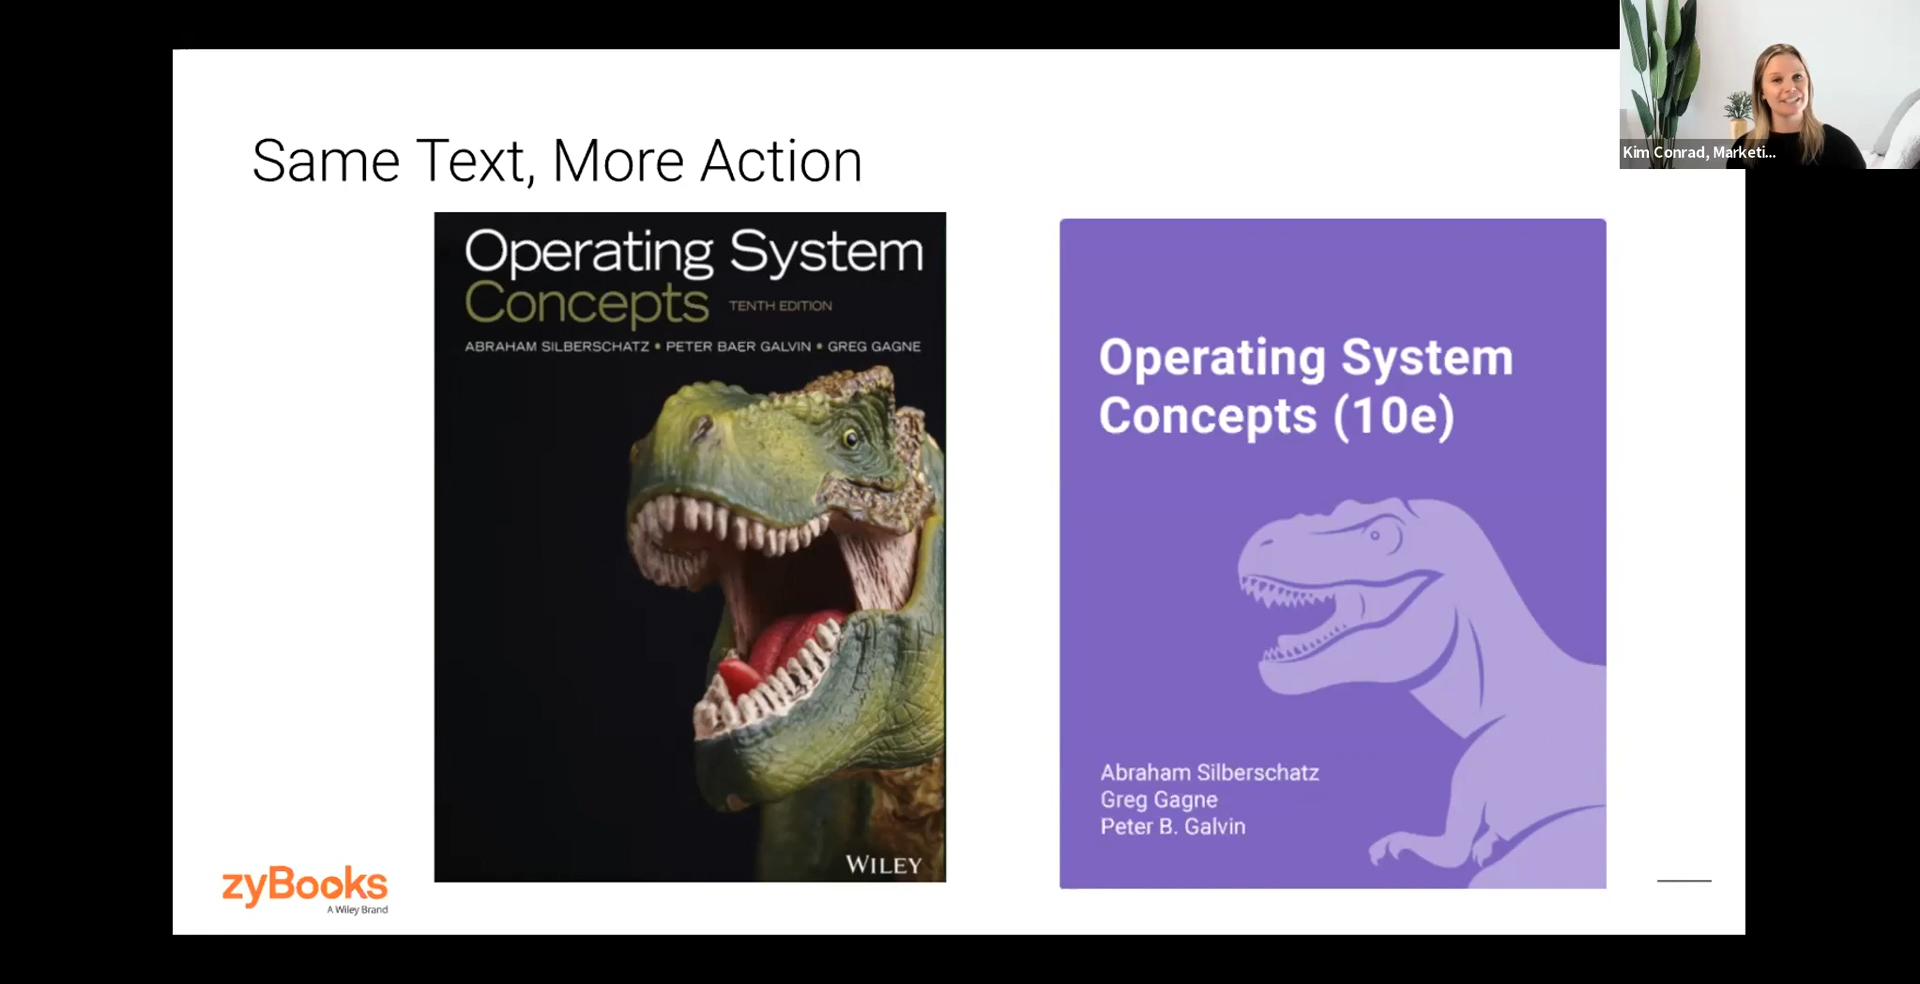 Kim Conrad, Marketi...
Same Text, More Action
Operating System
Concepts TENTH EDITION
ABRAHAM SILBERSCHATZ • PETER BAER GALVIN • GREG GAGNE
WILEY
Operating System
Concepts (10e)
Abraham Silberschatz
Greg Gagne
Peter B. Galvin
zyBooks
A Wiley Brand